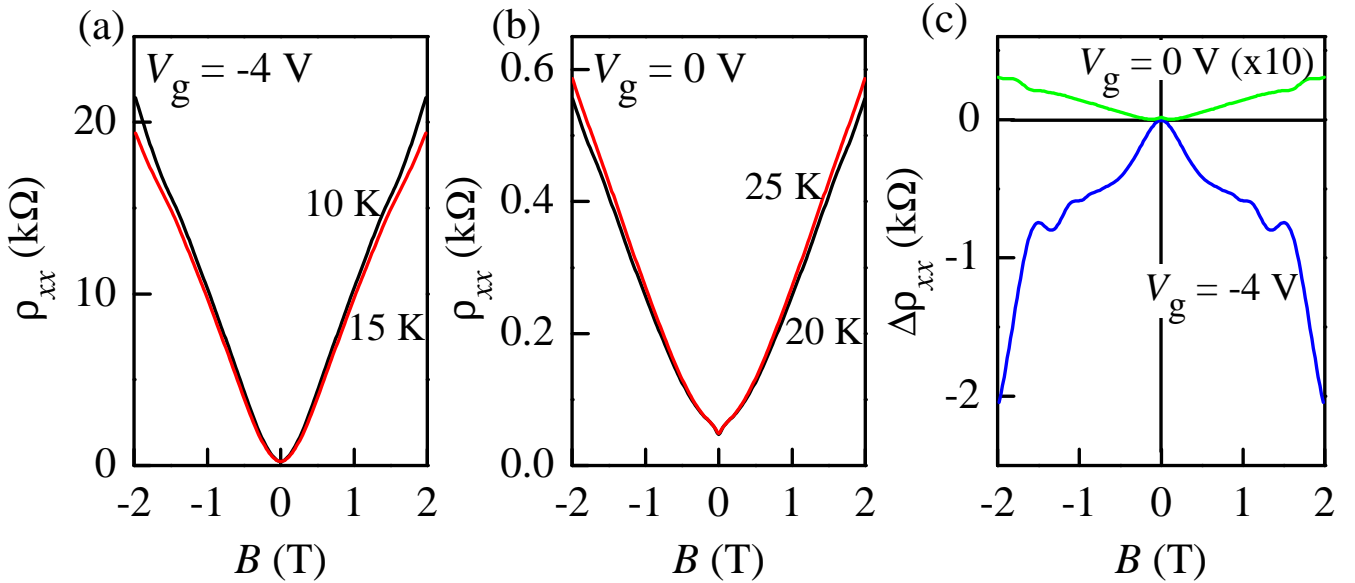 (a)
V_g = -4 V
20
10
0
ρ_xx (kΩ)
10 K
15 K
-2 -1 0 1 2
B (T)
(b)
V_g = 0 V
0.6
0.4
0.2
0.0
ρ_xx (kΩ)
25 K
20 K
-2 -1 0 1 2
B (T)
(c)
V_g = 0 V (x10)
0
-1
-2
Δρ_xx (kΩ)
V_g = -4 V
-2 -1 0 1 2
B (T)